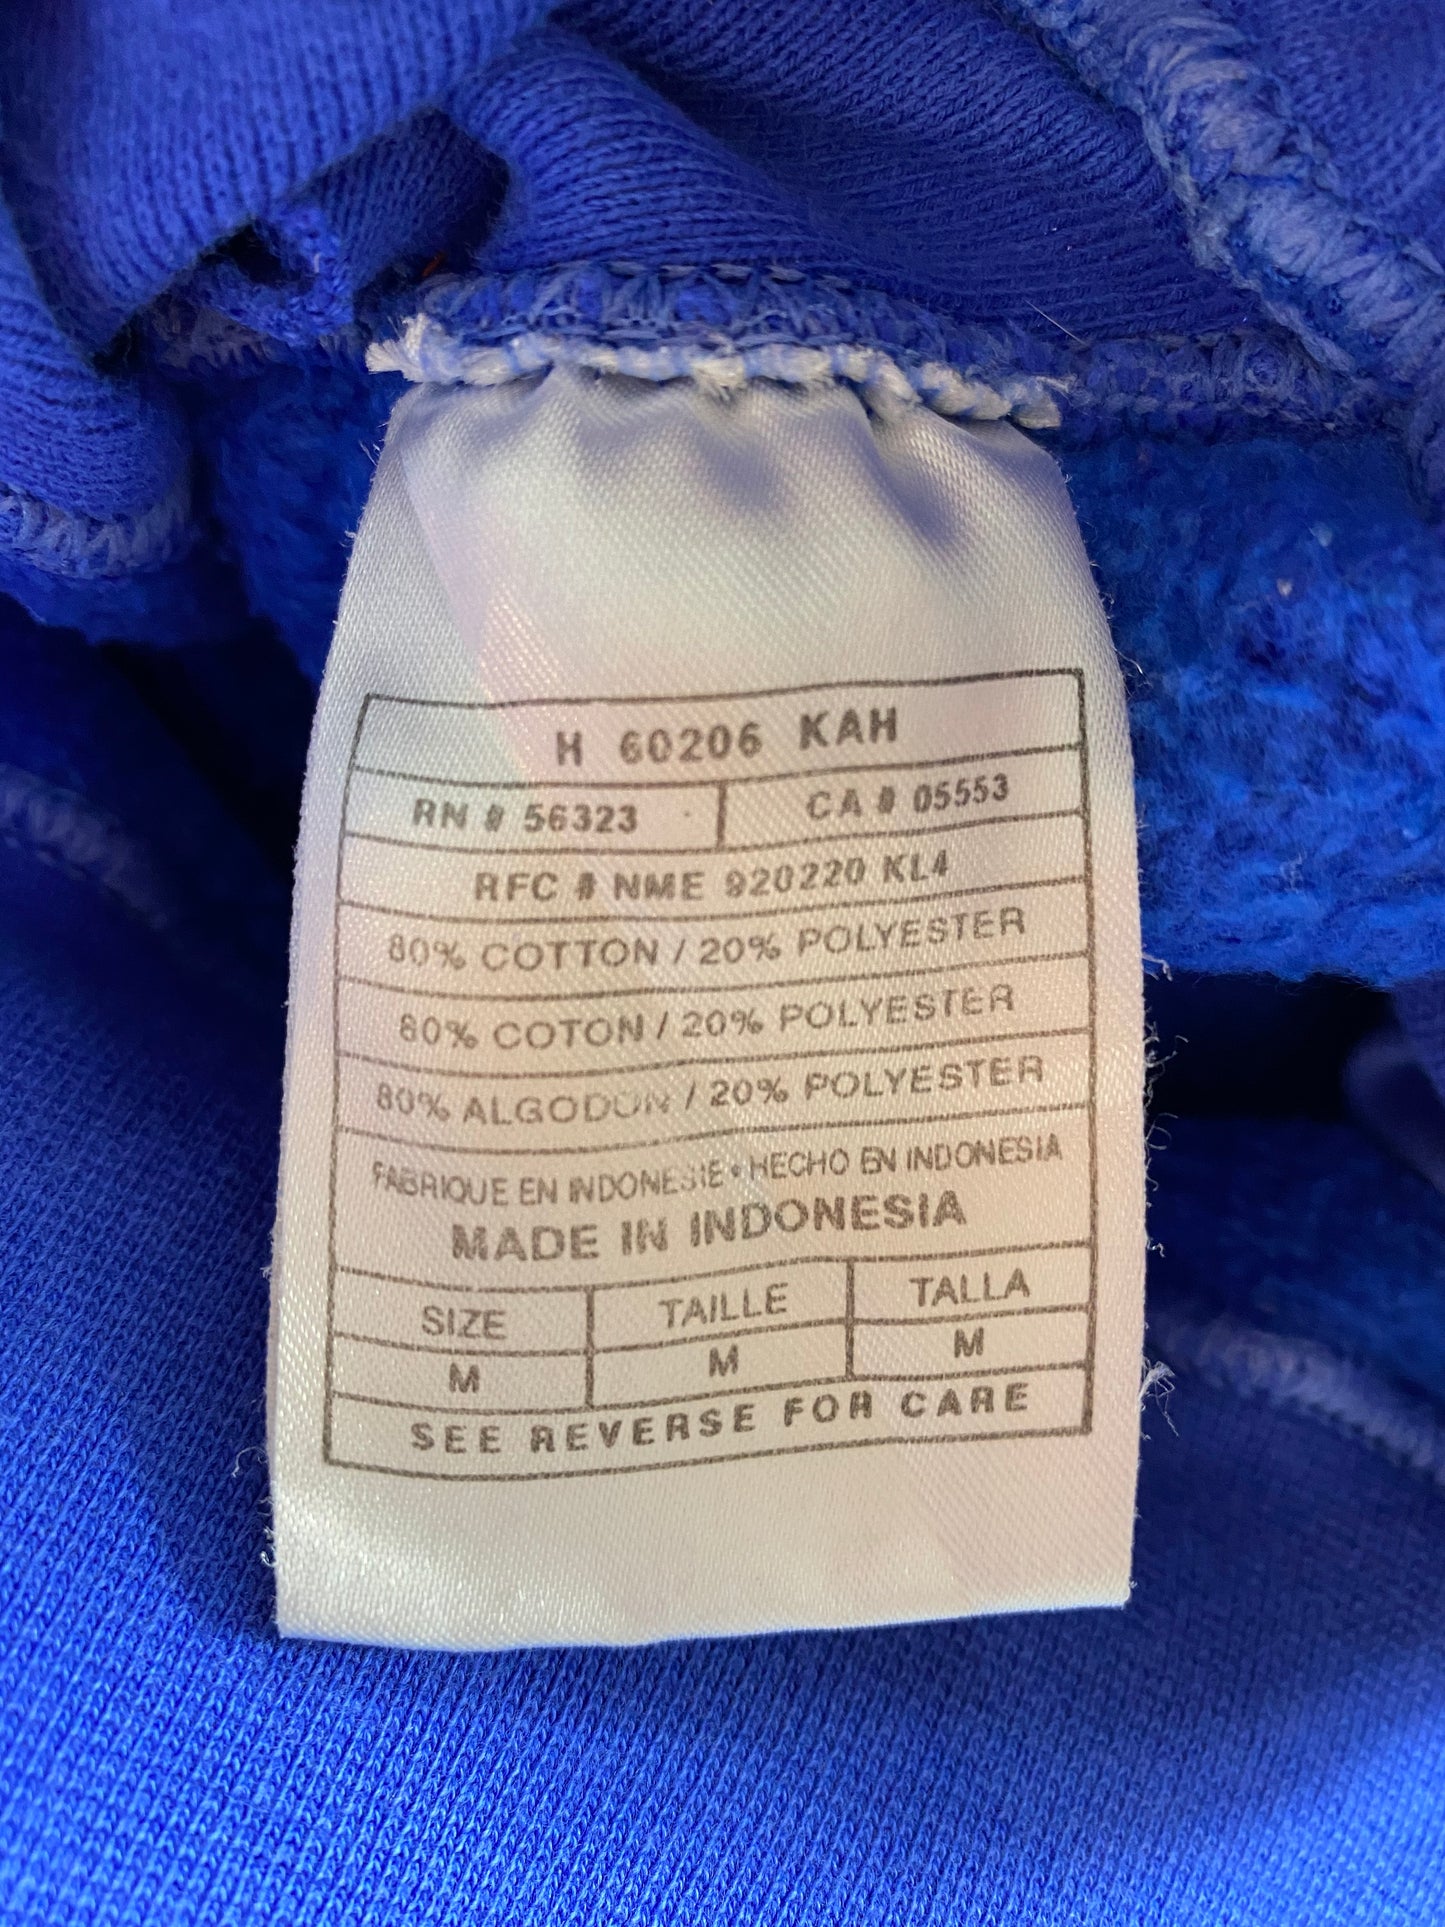 H 60206 KAH
RN # 56323 CA # 05553
RFC # NME 920220 KL4
80% COTTON / 20% POLYESTER
80% COTON / 20% POLYESTER
80% ALGODON / 20% POLYESTER
FABRIQUE EN INDONESIE • HECHO EN INDONESIA
MADE IN INDONESIA
SIZE TAILLE TALLA
M M M
SEE REVERSE FOR CARE